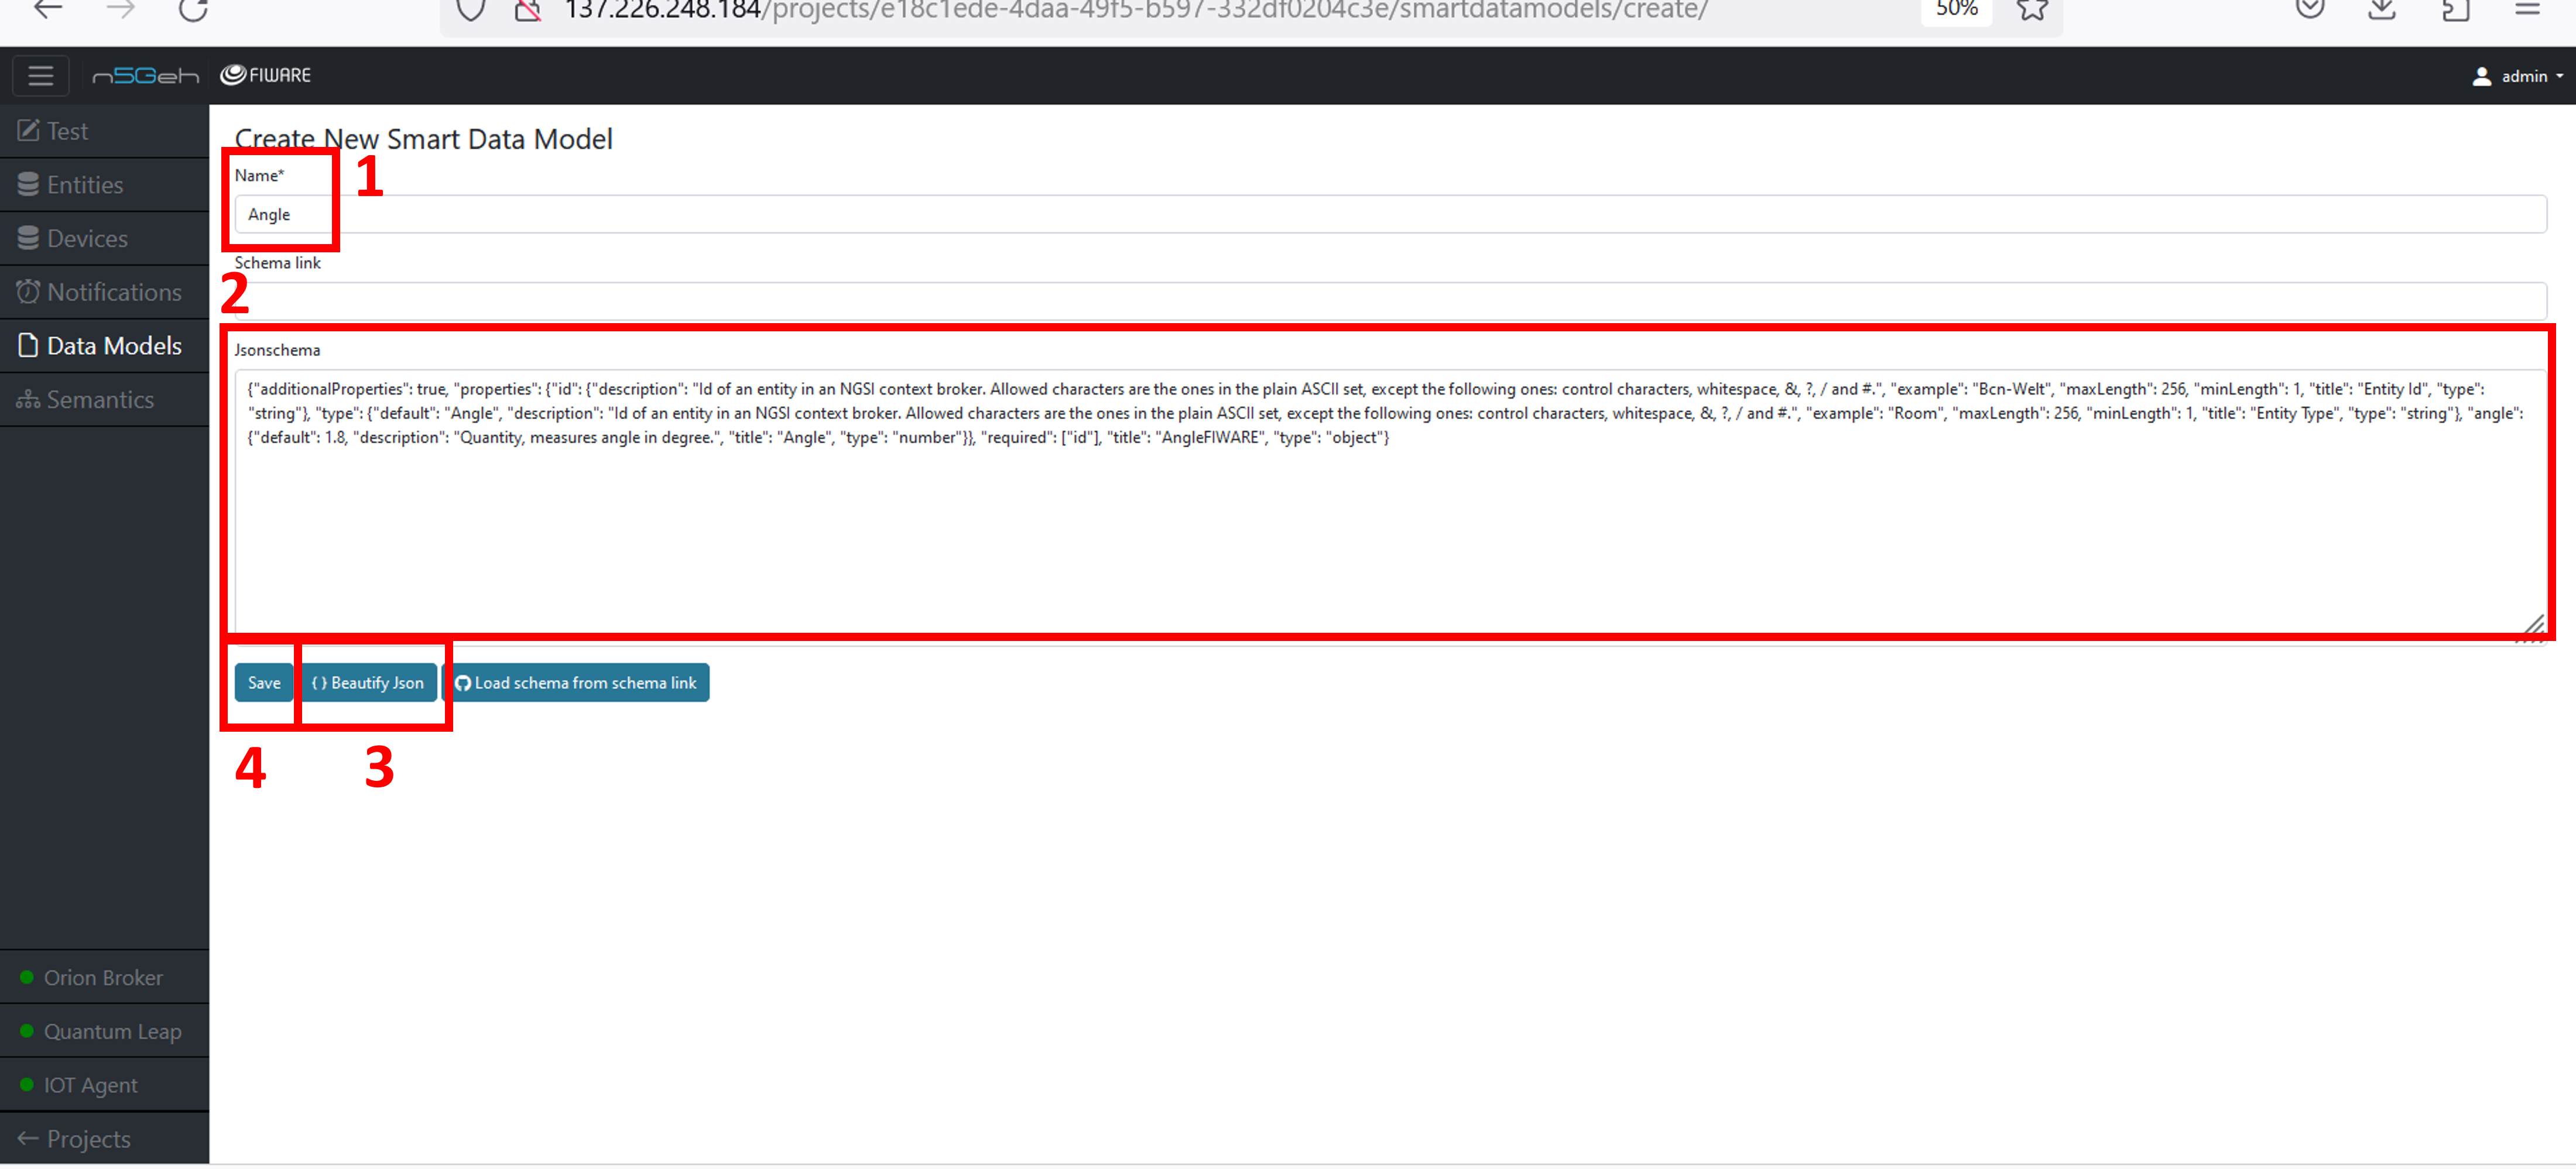 137.226.248.184/projects/e18c1ede-4daa-49f5-b597-332df0204c3e/smartdatamodels/create/
50%
n5Geh
FIWARE
admin
Test
Entities
Devices
Notifications
Data Models
Semantics
Create New Smart Data Model
Name*
1
Angle
Schema link
2
Jsonschema
{"additionalProperties": true, "properties": {"id": {"description": "Id of an entity in an NGSI context broker. Allowed characters are the ones in the plain ASCII set, except the following ones: control characters, whitespace, &, ?, / and #.", "example": "Bcn-Welt", "maxLength": 256, "minLength": 1, "title": "Entity Id", "type":
"string"}, "type": {"default": "Angle", "description": "Id of an entity in an NGSI context broker. Allowed characters are the ones in the plain ASCII set, except the following ones: control characters, whitespace, &, ?, / and #.", "example": "Room", "maxLength": 256, "minLength": 1, "title": "Entity Type", "type": "string"}, "angle":
{"default": 1.8, "description": "Quantity, measures angle in degree.", "title": "Angle", "type": "number"}}, "required": ["id"], "title": "AngleFIWARE", "type": "object"}
Save
{ } Beautify Json
Load schema from schema link
4
3
Orion Broker
Quantum Leap
IOT Agent
Projects